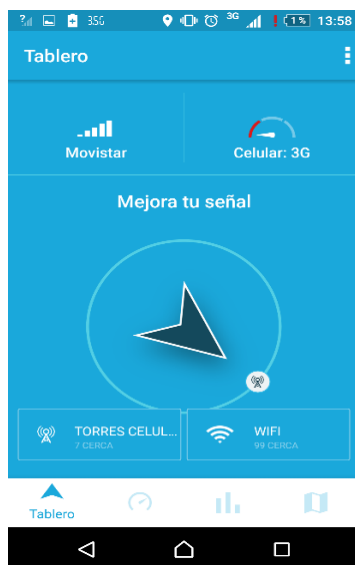 356 3G 1% 13:58
Tablero
Movistar
Celular: 3G
Mejora tu señal
TORRES CELUL...
7 CERCA
WIFI
99 CERCA
Tablero